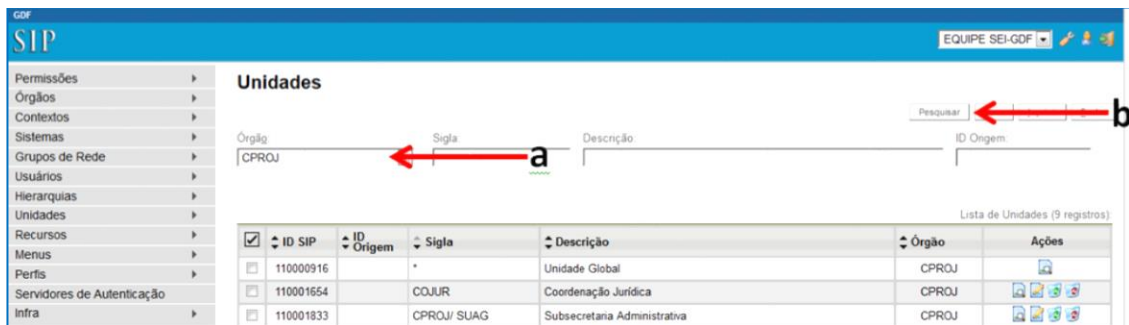 GDF
SIP
EQUIPE SEI-GDF
Permissões
Órgãos
Contextos
Sistemas
Grupos de Rede
Usuários
Hierarquias
Unidades
Recursos
Menus
Perfis
Servidores de Autenticação
Infra
Unidades
Pesquisar
b
Órgão: Sigla: Descrição: ID Origem:
CPROJ
a
Lista de Unidades (9 registros):
ID SIP ID Origem Sigla Descrição Órgão Ações
110000916 * Unidade Global CPROJ
110001654 COJUR Coordenação Jurídica CPROJ
110001833 CPROJ/ SUAG Subsecretaria Administrativa CPROJ